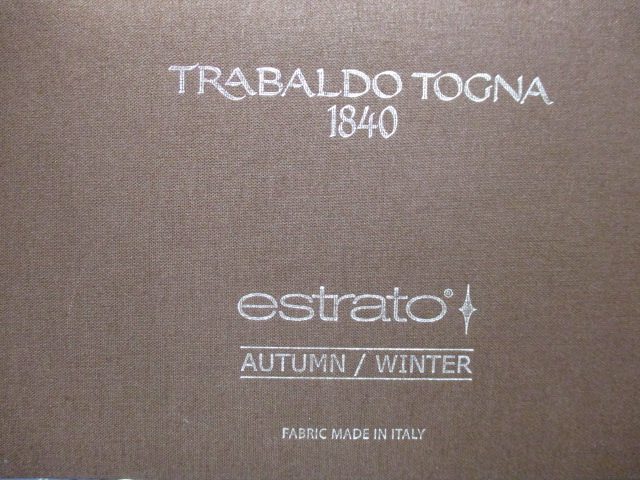 TRABALDO TOGNA
1840
estrato®
AUTUMN / WINTER
FABRIC MADE IN ITALY